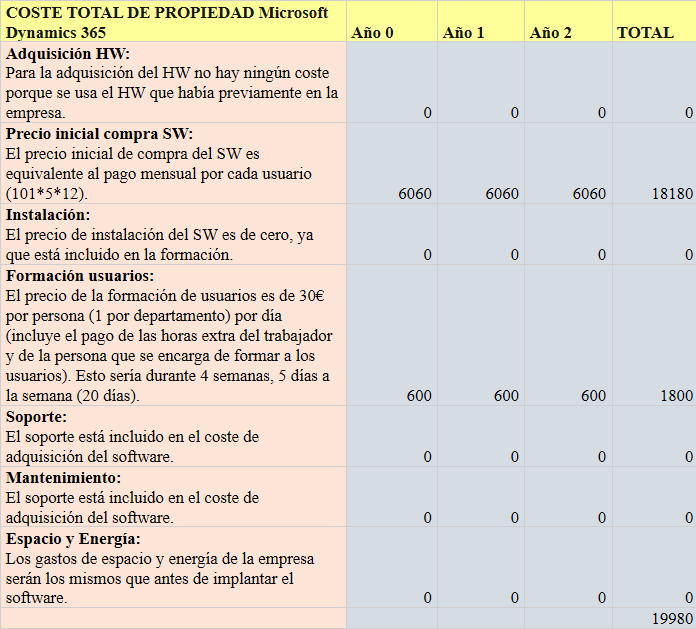 COSTE TOTAL DE PROPIEDAD Microsoft
Dynamics 365 Año 0 Año 1 Año 2 TOTAL
Adquisición HW:
Para la adquisición del HW no hay ningún coste
porque se usa el HW que había previamente en la
empresa. 0 0 0 0
Precio inicial compra SW:
El precio inicial de compra del SW es
equivalente al pago mensual por cada usuario
(101*5*12). 6060 6060 6060 18180
Instalación:
El precio de instalación del SW es de cero, ya
que está incluido en la formación. 0 0 0 0
Formación usuarios:
El precio de la formación de usuarios es de 30€
por persona (1 por departamento) por día
(incluye el pago de las horas extra del trabajador
y de la persona que se encarga de formar a los
usuarios). Esto sería durante 4 semanas, 5 días a
la semana (20 días). 600 600 600 1800
Soporte:
El soporte está incluido en el coste de
adquisición del software. 0 0 0 0
Mantenimiento:
El soporte está incluido en el coste de
adquisición del software. 0 0 0 0
Espacio y Energía:
Los gastos de espacio y energía de la empresa
serán los mismos que antes de implantar el
software. 0 0 0 0
19980